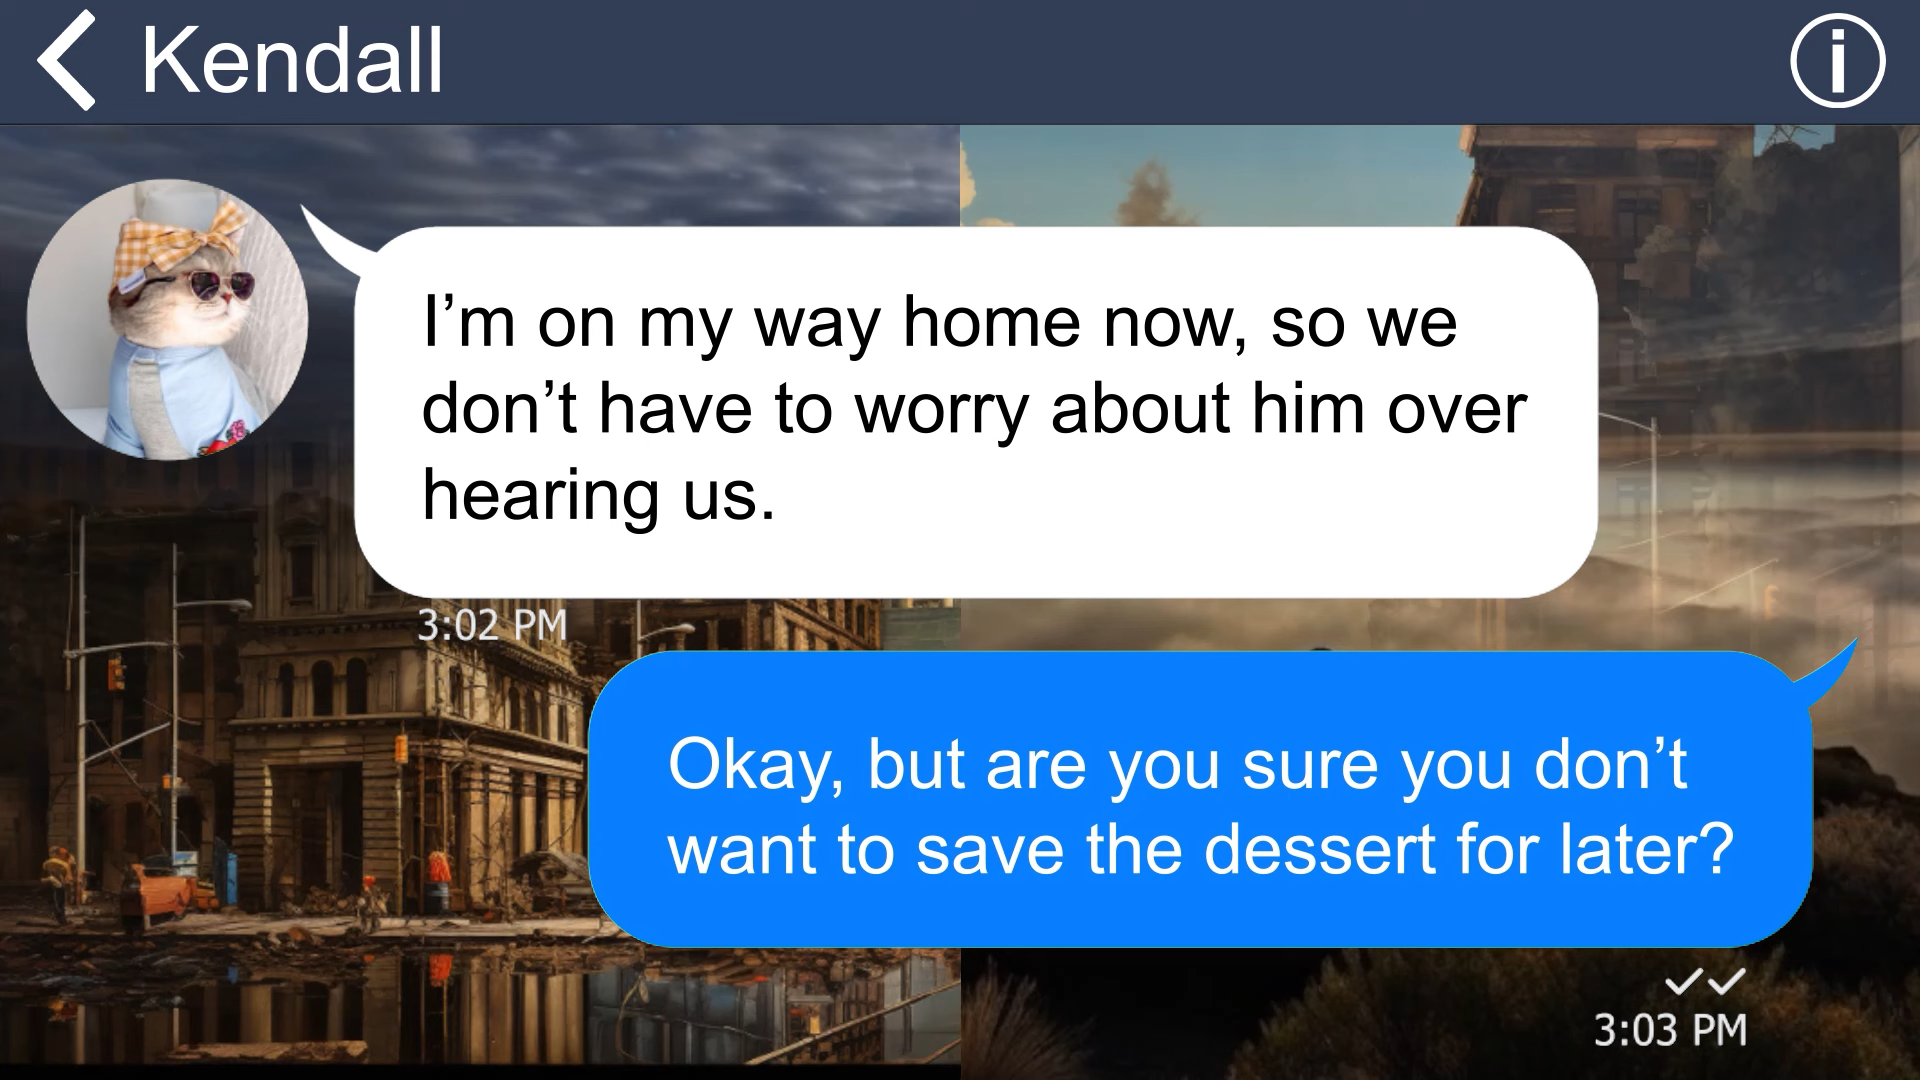 Kendall
I’m on my way home now, so we
don’t have to worry about him over
hearing us.
3:02 PM
Okay, but are you sure you don’t
want to save the dessert for later?
3:03 PM